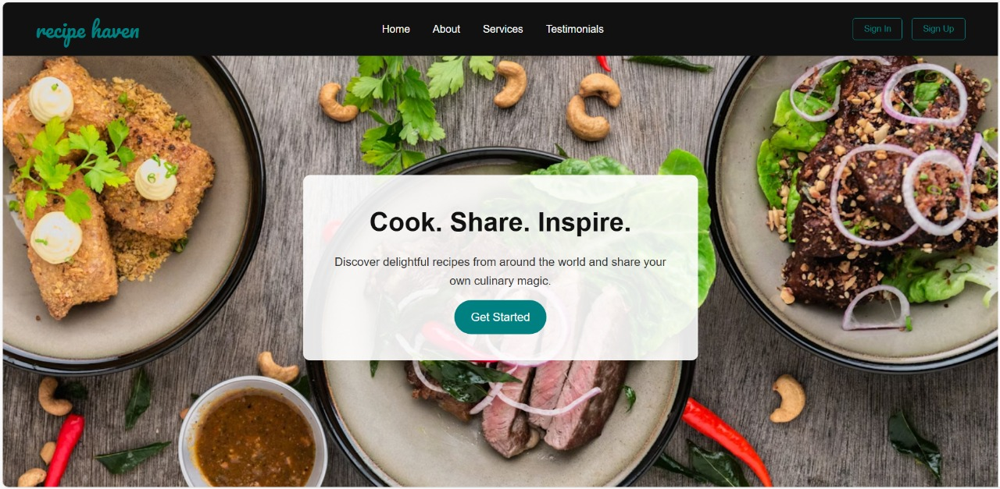 recipe haven
Home About Services Testimonials
Sign In Sign Up
Cook. Share. Inspire.
Discover delightful recipes from around the world and share your
own culinary magic.
Get Started